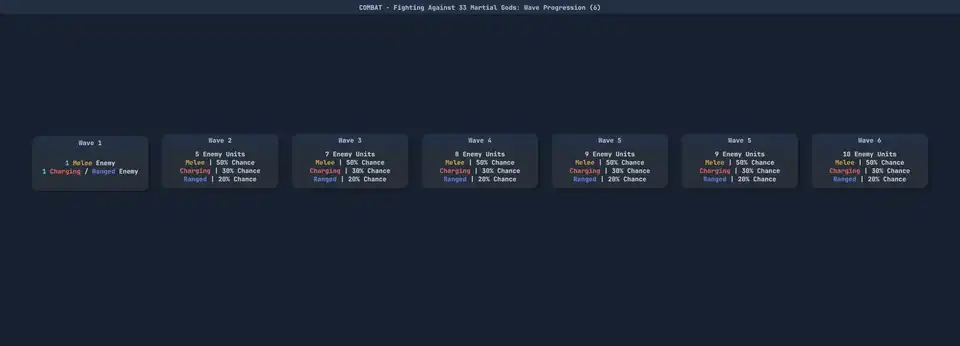 COMBAT - Fighting Against 33 Martial Gods: Wave Progression (6)
Wave 1
1 Melee Enemy
1 Charging / Ranged Enemy
Wave 2
5 Enemy Units
Melee | 50% Chance
Charging | 30% Chance
Ranged | 20% Chance
Wave 3
7 Enemy Units
Melee | 50% Chance
Charging | 30% Chance
Ranged | 20% Chance
Wave 4
8 Enemy Units
Melee | 50% Chance
Charging | 30% Chance
Ranged | 20% Chance
Wave 5
9 Enemy Units
Melee | 50% Chance
Charging | 30% Chance
Ranged | 20% Chance
Wave 5
9 Enemy Units
Melee | 50% Chance
Charging | 30% Chance
Ranged | 20% Chance
Wave 6
10 Enemy Units
Melee | 50% Chance
Charging | 30% Chance
Ranged | 20% Chance